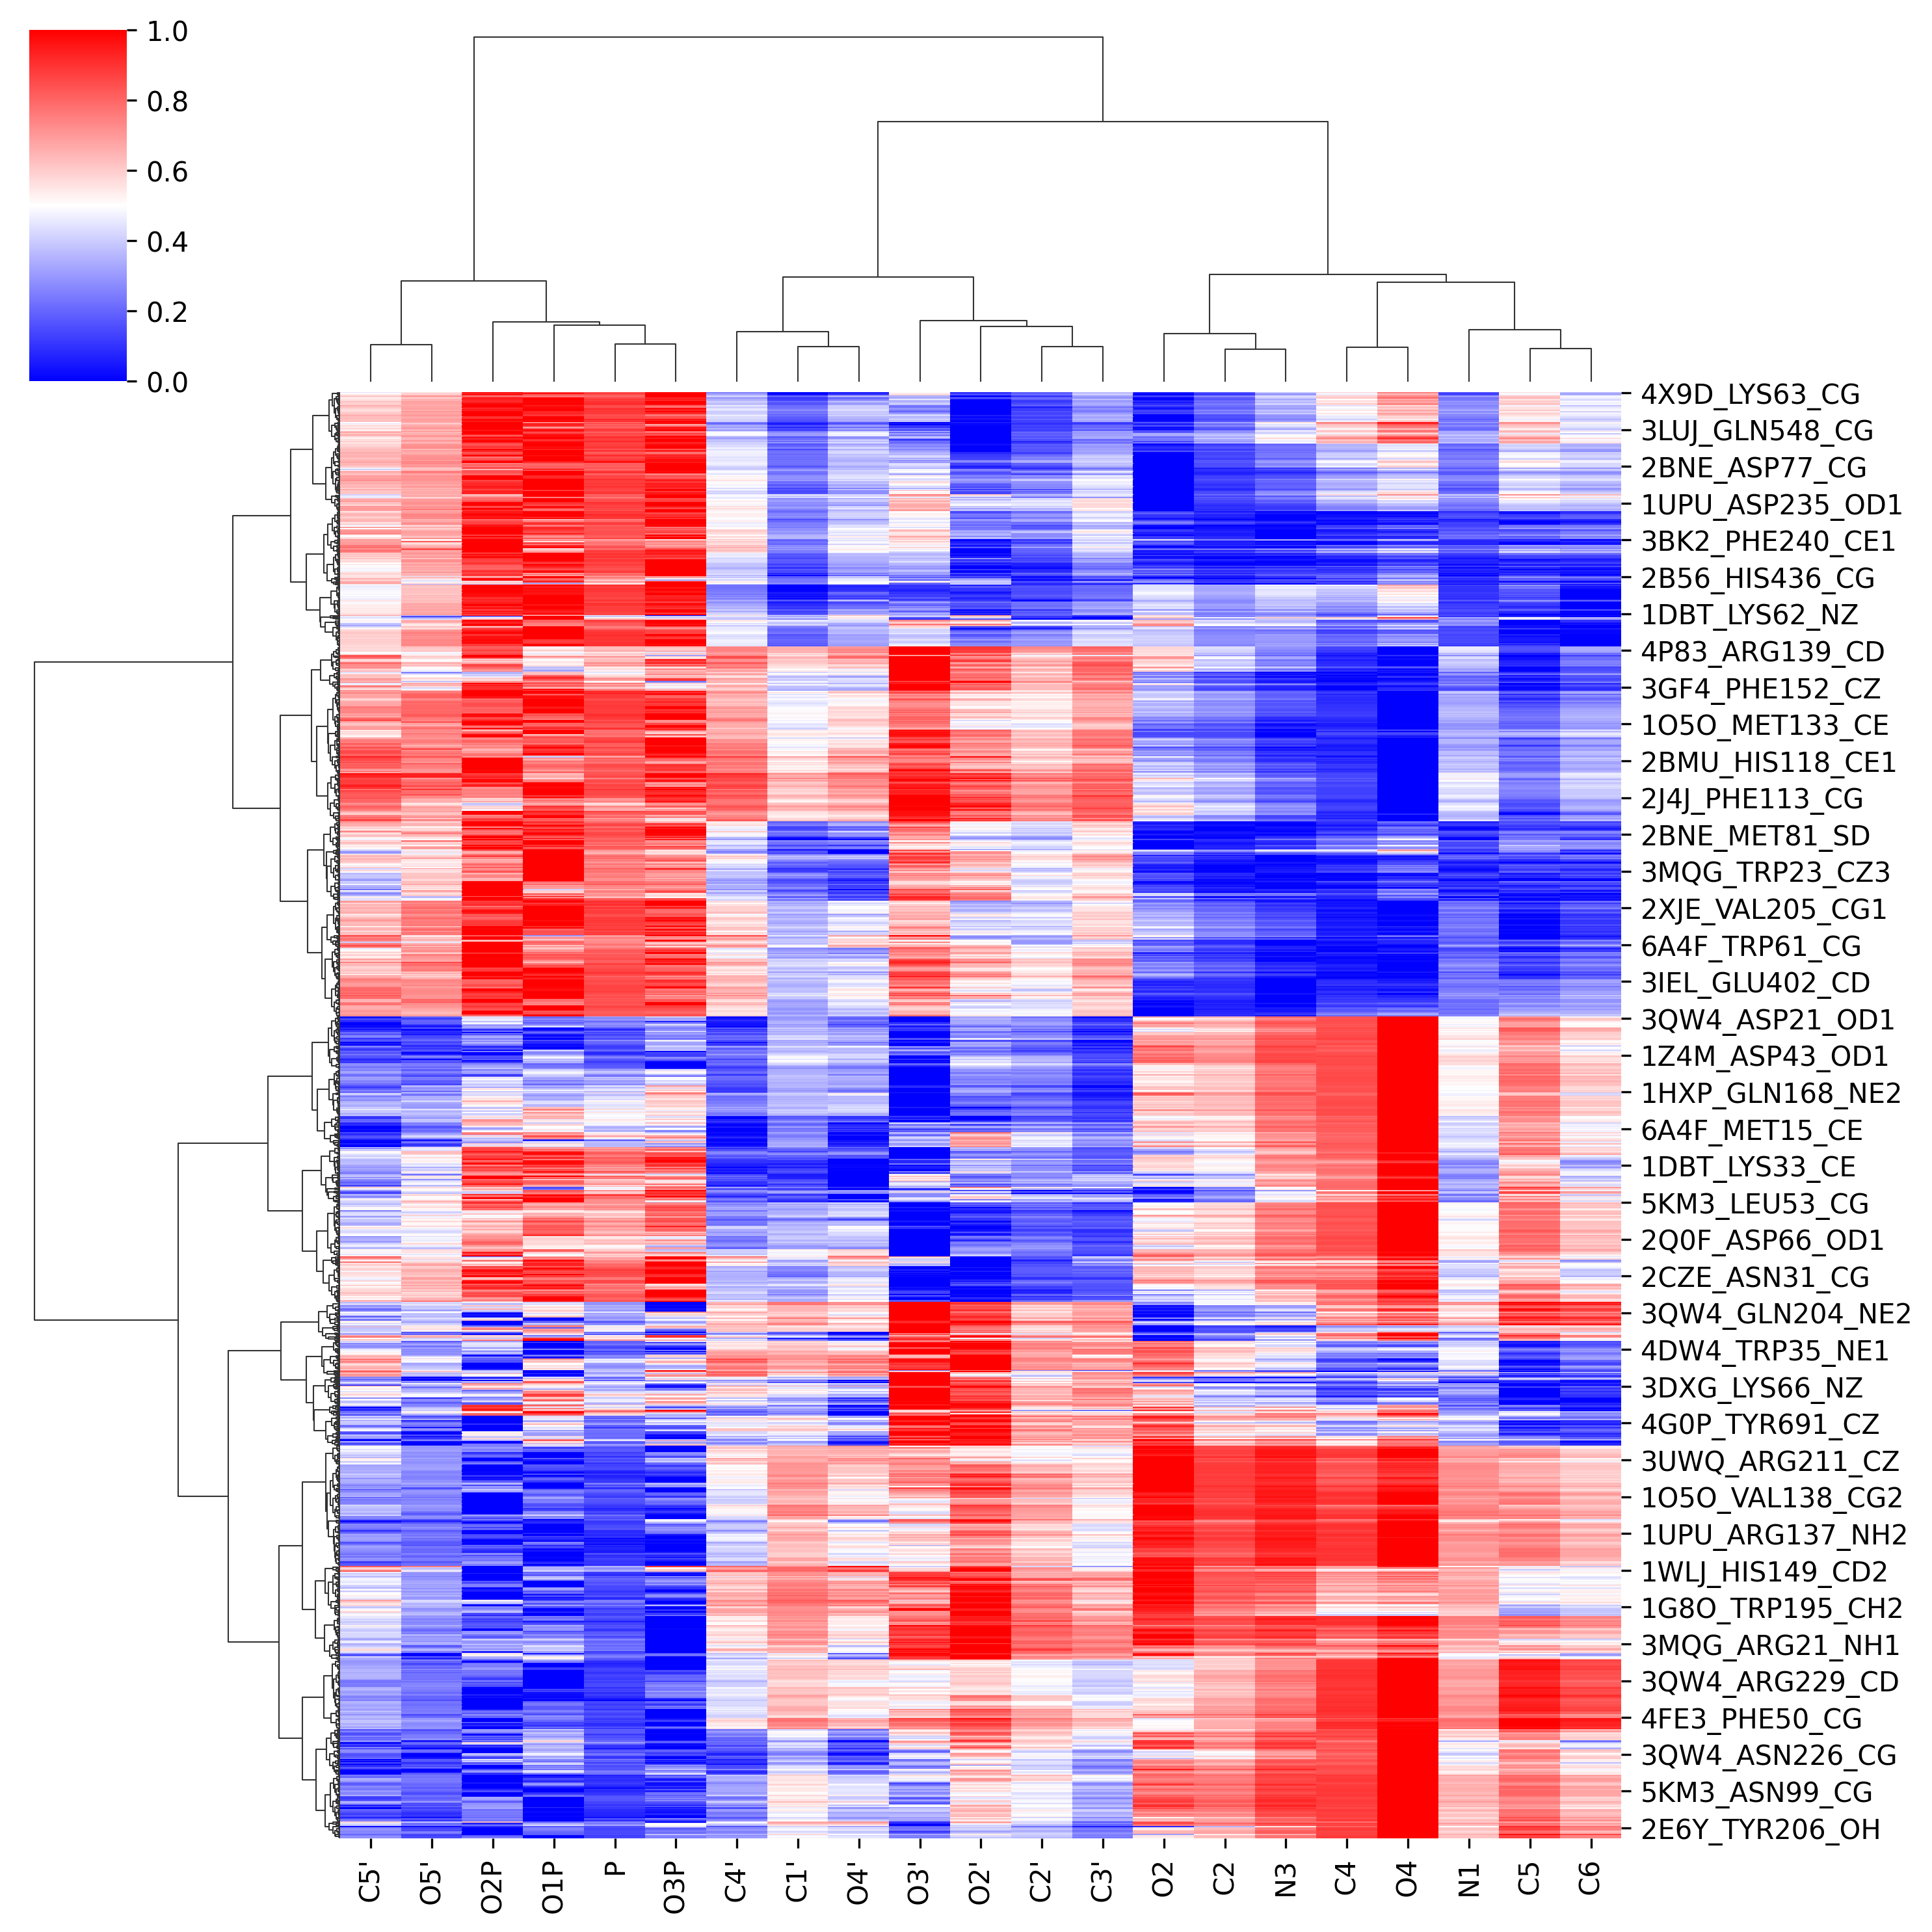 1.0
0.8
0.6
0.4
0.2
0.0
4X9D_LYS63_CG
3LUJ_GLN548_CG
2BNE_ASP77_CG
1UPU_ASP235_OD1
3BK2_PHE240_CE1
2B56_HIS436_CG
1DBT_LYS62_NZ
4P83_ARG139_CD
3GF4_PHE152_CZ
1O5O_MET133_CE
2BMU_HIS118_CE1
2J4J_PHE113_CG
2BNE_MET81_SD
3MQG_TRP23_CZ3
2XJE_VAL205_CG1
6A4F_TRP61_CG
3IEL_GLU402_CD
3QW4_ASP21_OD1
1Z4M_ASP43_OD1
1HXP_GLN168_NE2
6A4F_MET15_CE
1DBT_LYS33_CE
5KM3_LEU53_CG
2Q0F_ASP66_OD1
2CZE_ASN31_CG
3QW4_GLN204_NE2
4DW4_TRP35_NE1
3DXG_LYS66_NZ
4G0P_TYR691_CZ
3UWQ_ARG211_CZ
1O5O_VAL138_CG2
1UPU_ARG137_NH2
1WLJ_HIS149_CD2
1G8O_TRP195_CH2
3MQG_ARG21_NH1
3QW4_ARG229_CD
4FE3_PHE50_CG
3QW4_ASN226_CG
5KM3_ASN99_CG
2E6Y_TYR206_OH
C5'
O5'
O2P
O1P
P
O3P
C4'
C1'
O4'
O3'
O2'
C2'
C3'
O2
C2
N3
C4
O4
N1
C5
C6